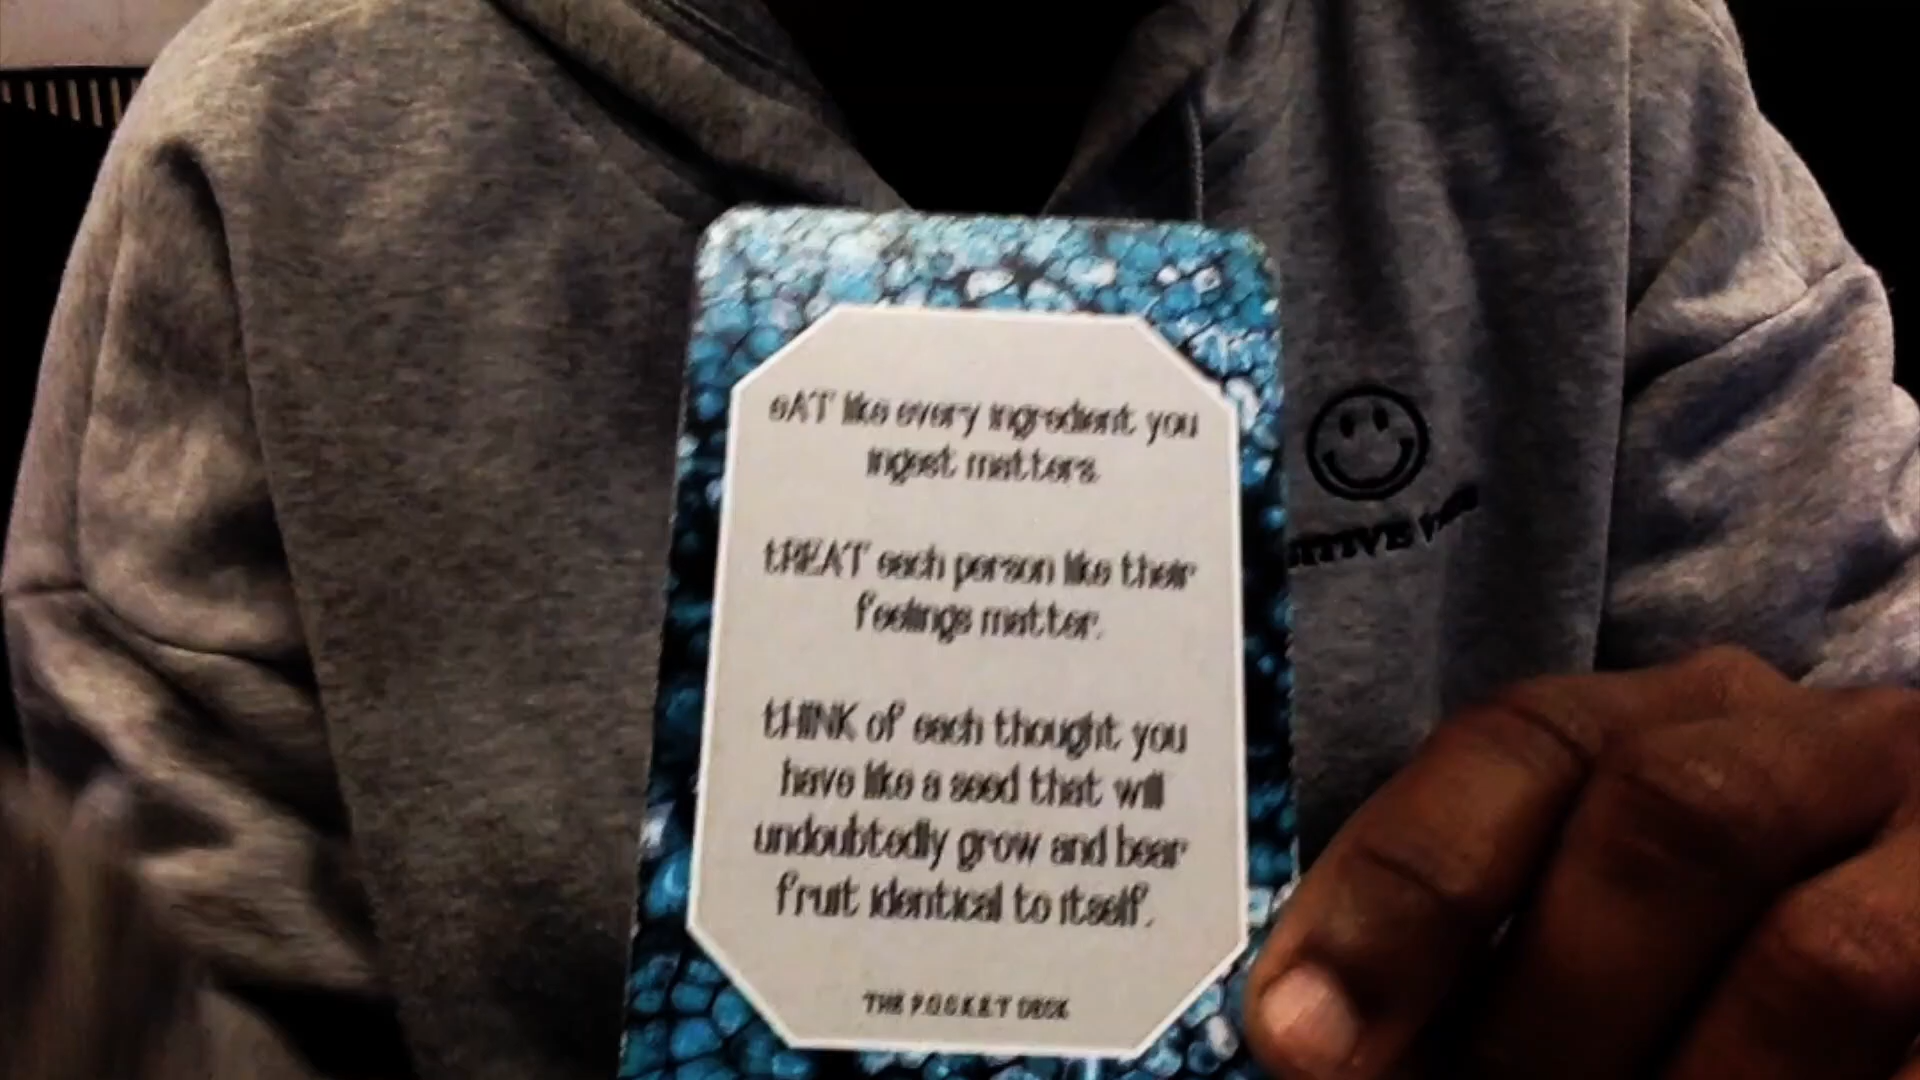 eAT like every ingredient you
ingest matters.
tREAT each person like their
feelings matter.
tHINK of each thought you
have like a seed that will
undoubtedly grow and bear
fruit identical to itself.
THE P.O.C.K.E.T DECK